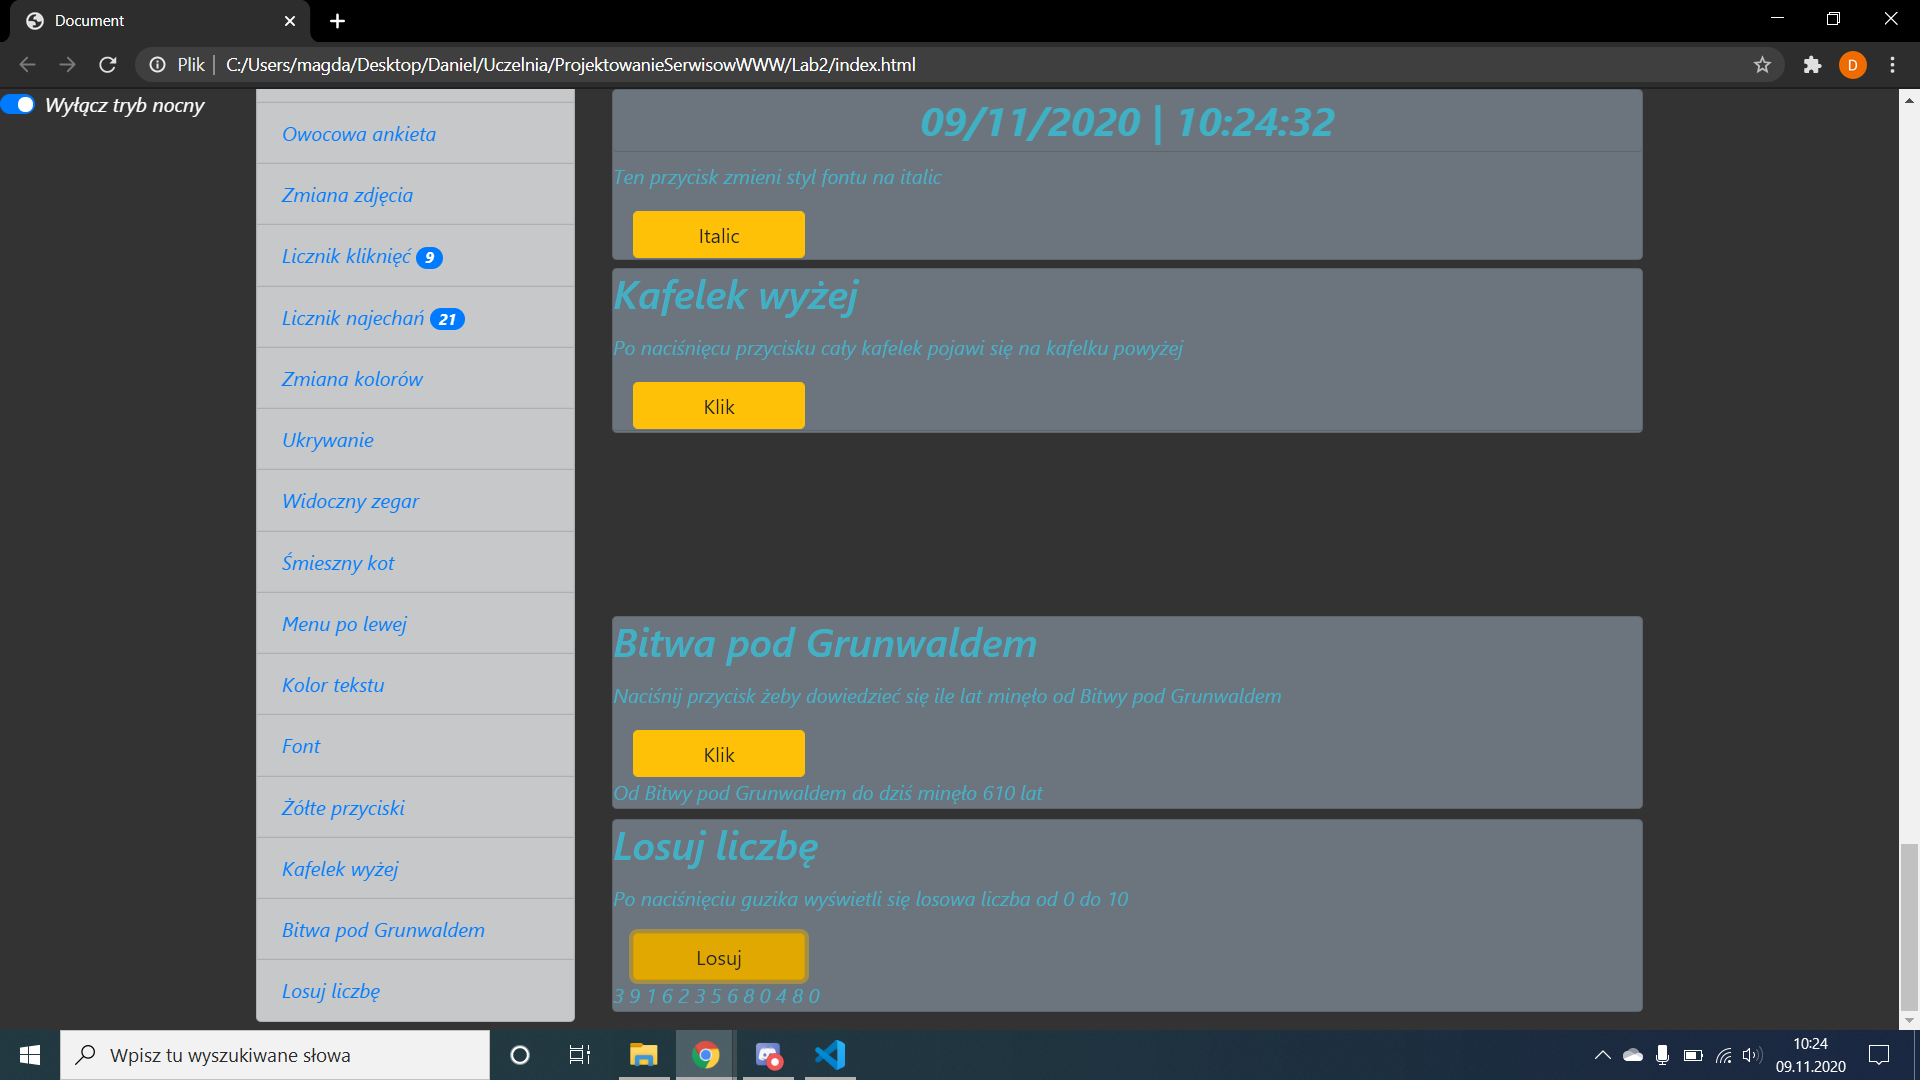 Document
Plik
C:/Users/magda/Desktop/Daniel/Uczelnia/ProjektowanieSerwisowWWW/Lab2/index.html
D
Wyłącz tryb nocny
Owocowa ankieta
Zmiana zdjęcia
Licznik kliknięć 9
Licznik najechań 21
Zmiana kolorów
Ukrywanie
Widoczny zegar
Śmieszny kot
Menu po lewej
Kolor tekstu
Font
Żółte przyciski
Kafelek wyżej
Bitwa pod Grunwaldem
Losuj liczbę
09/11/2020 | 10:24:32
Ten przycisk zmieni styl fontu na italic
Italic
Kafelek wyżej
Po naciśnięcu przycisku cały kafelek pojawi się na kafelku powyżej
Klik
Bitwa pod Grunwaldem
Naciśnij przycisk żeby dowiedzieć się ile lat minęło od Bitwy pod Grunwaldem
Klik
Od Bitwy pod Grunwaldem do dziś minęło 610 lat
Losuj liczbę
Po naciśnięciu guzika wyświetli się losowa liczba od 0 do 10
Losuj
3 9 1 6 2 3 5 6 8 0 4 8 0
Wpisz tu wyszukiwane słowa
10:24
09.11.2020